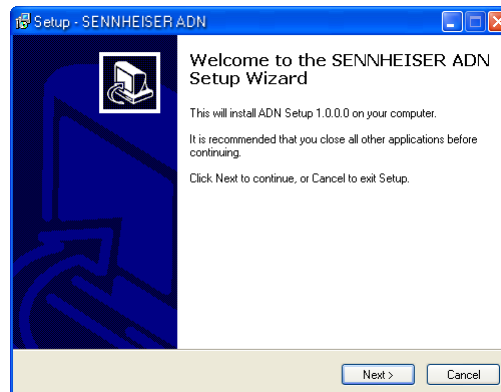 Setup - SENNHEISER ADN
Welcome to the SENNHEISER ADN
Setup Wizard
This will install ADN Setup 1.0.0.0 on your computer.
It is recommended that you close all other applications before
continuing.
Click Next to continue, or Cancel to exit Setup.
Next >
Cancel